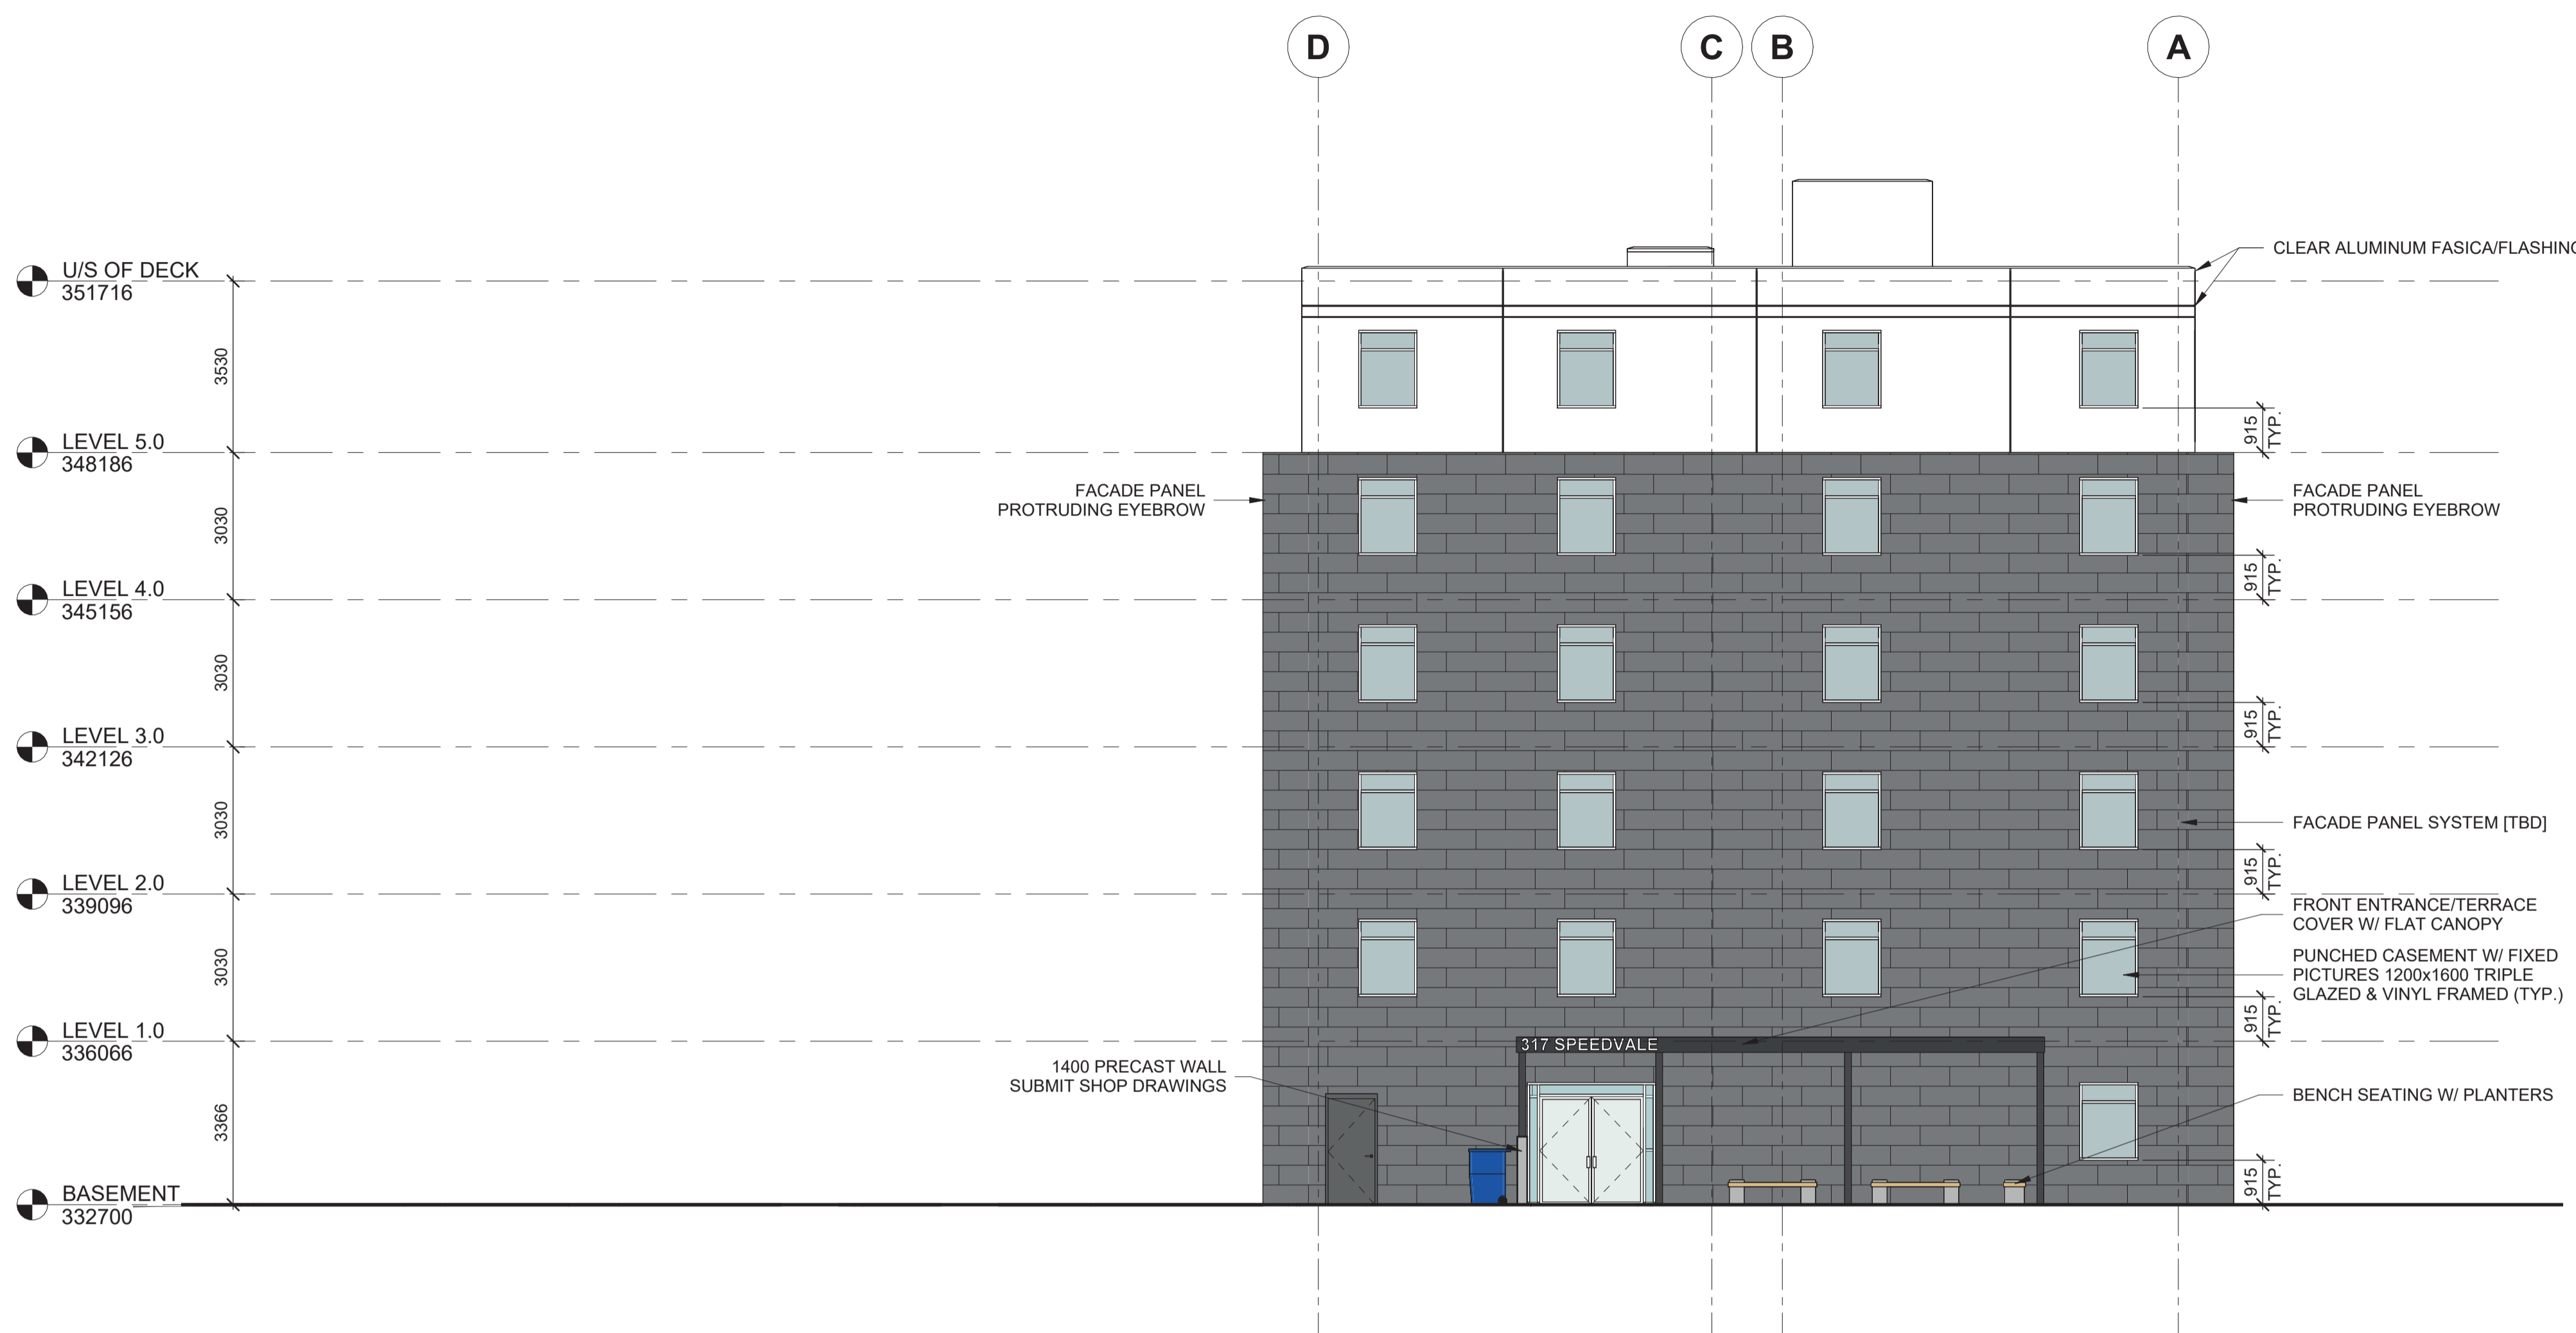 D
C
B
A
U/S OF DECK
351716
CLEAR ALUMINUM FASICA/FLASHING
3530
LEVEL 5.0
348186
915
TYP.
FACADE PANEL
PROTRUDING EYEBROW
FACADE PANEL
PROTRUDING EYEBROW
3030
LEVEL 4.0
345156
915
TYP.
3030
LEVEL 3.0
342126
915
TYP.
3030
FACADE PANEL SYSTEM [TBD]
LEVEL 2.0
339096
915
TYP.
FRONT ENTRANCE/TERRACE
COVER W/ FLAT CANOPY
3030
PUNCHED CASEMENT W/ FIXED
PICTURES 1200x1600 TRIPLE
GLAZED & VINYL FRAMED (TYP.)
LEVEL 1.0
336066
915
TYP.
317 SPEEDVALE
1400 PRECAST WALL
SUBMIT SHOP DRAWINGS
3366
BENCH SEATING W/ PLANTERS
BASEMENT
332700
915
TYP.